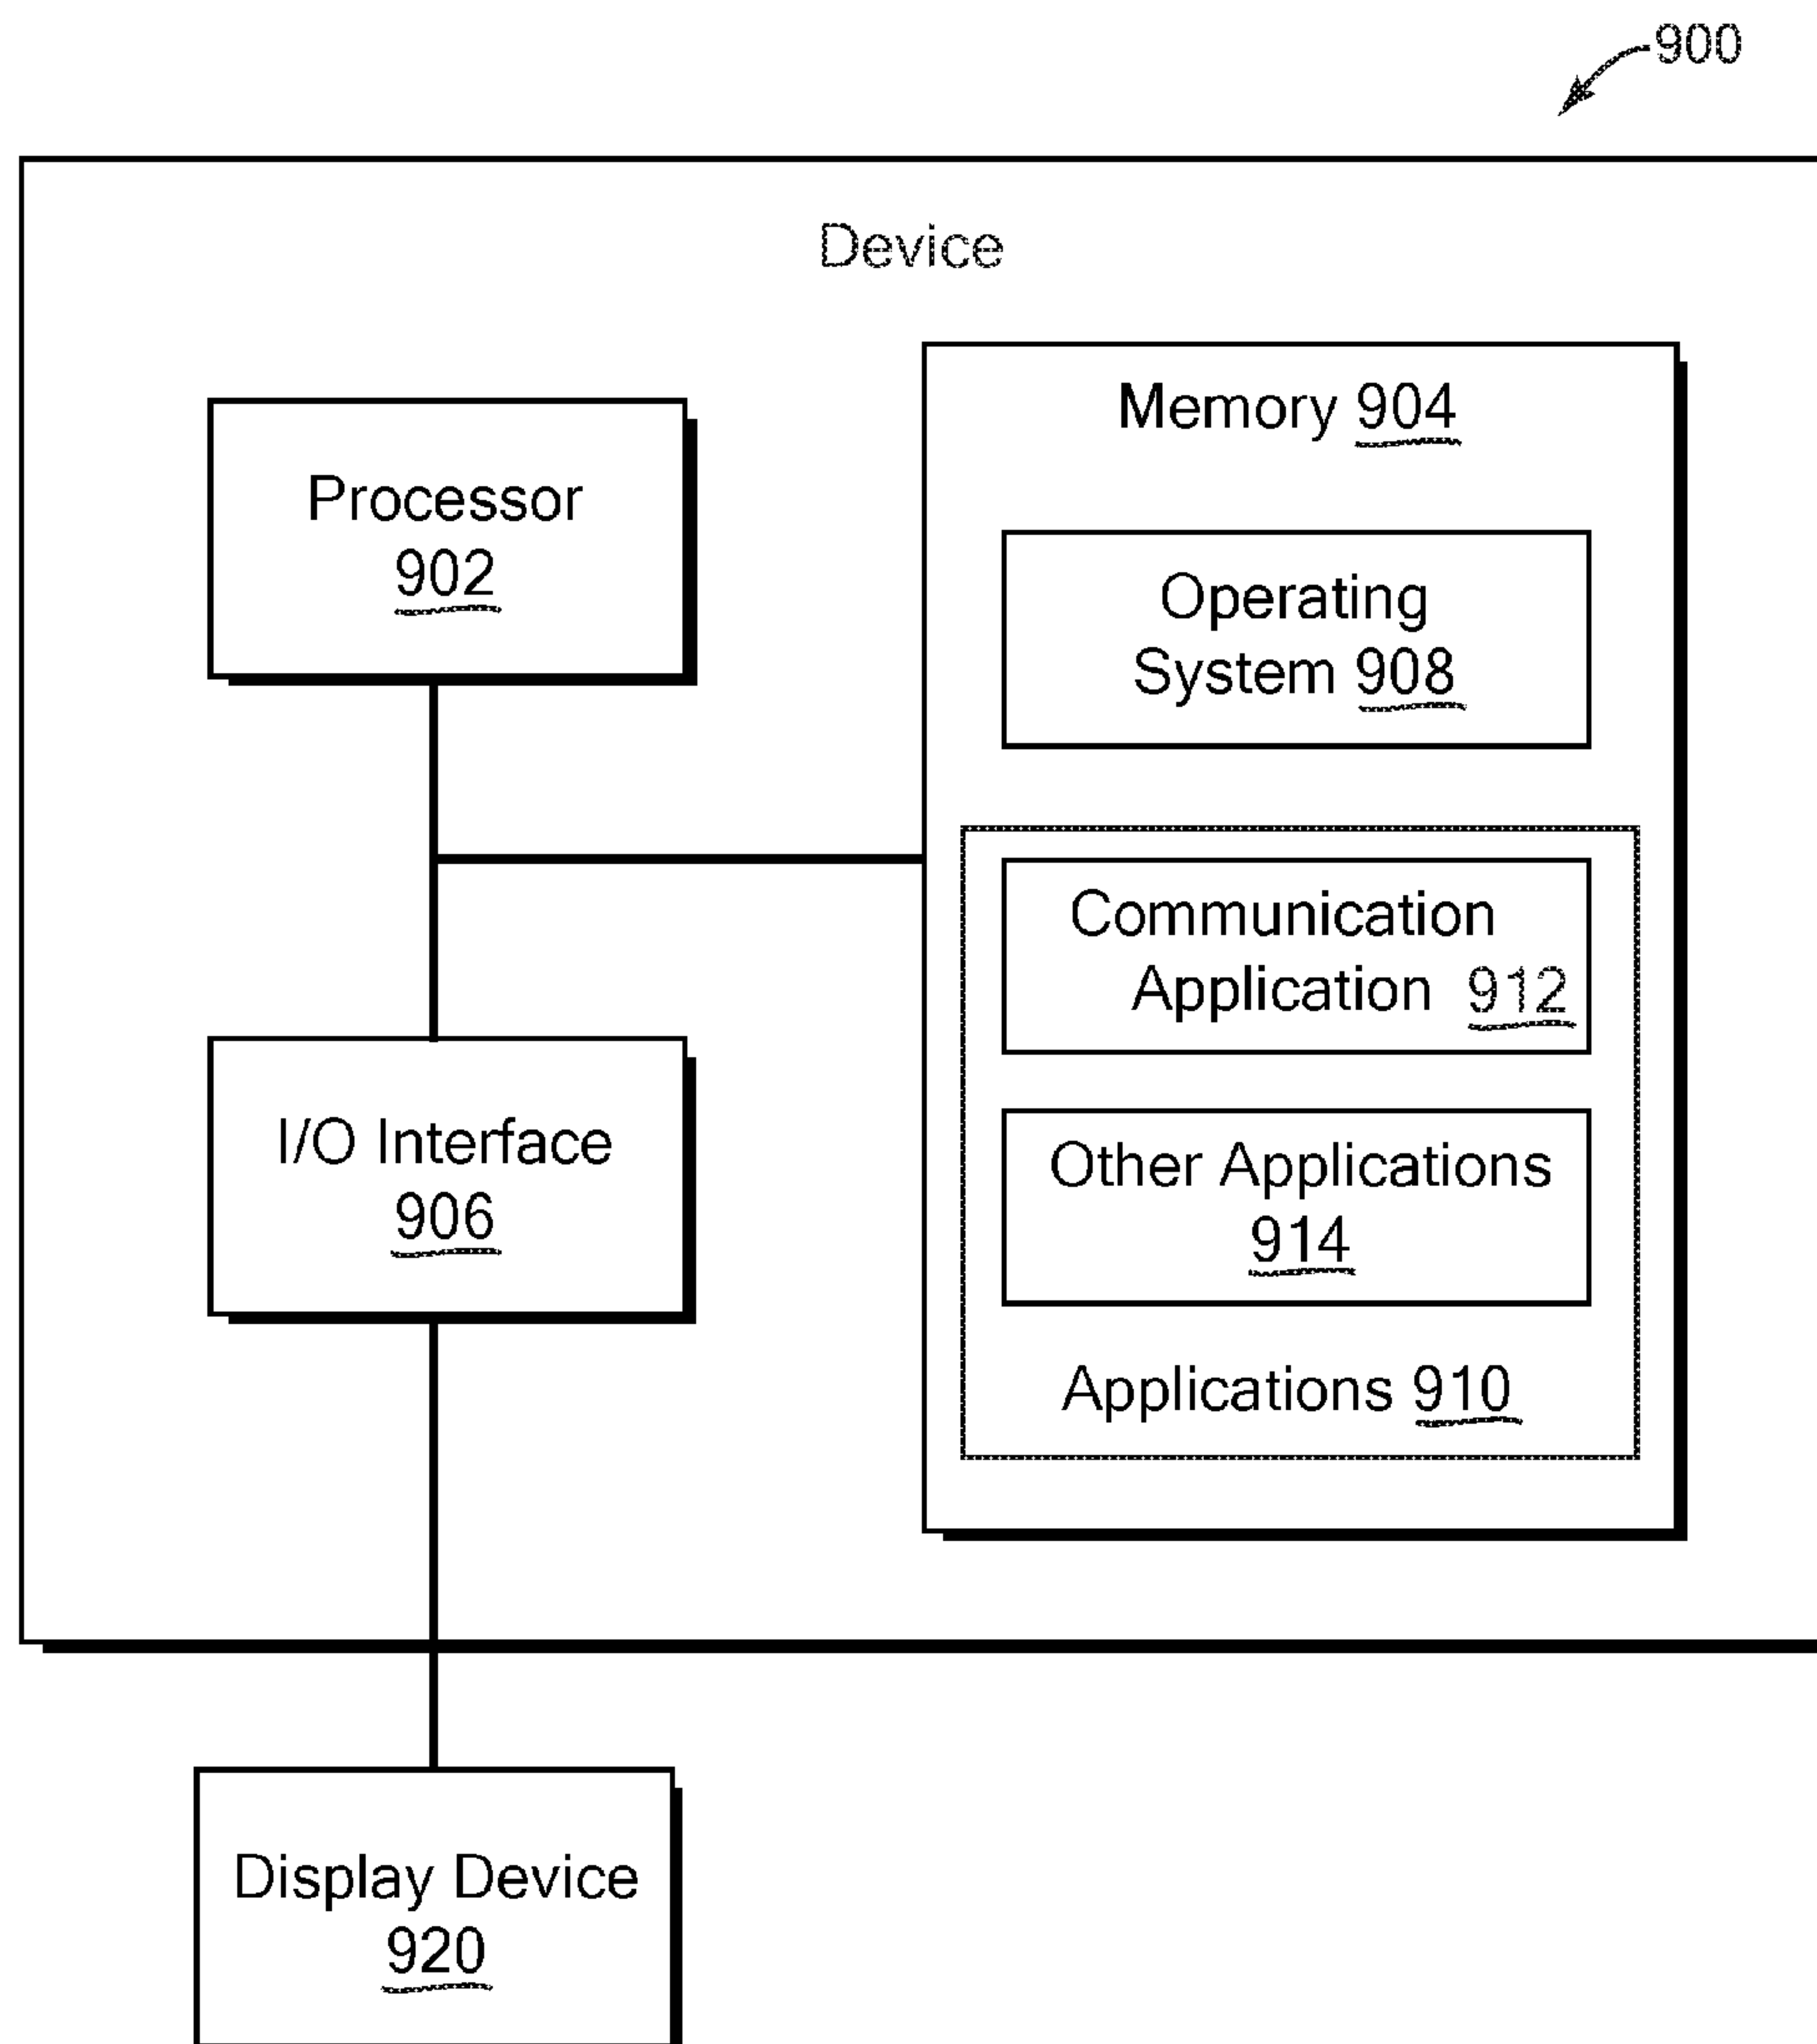 900
Device
Processor
902
Memory 904
Operating
System 908
Communication
Application 912
I/O Interface
906
Other Applications
914
Applications 910
Display Device
920